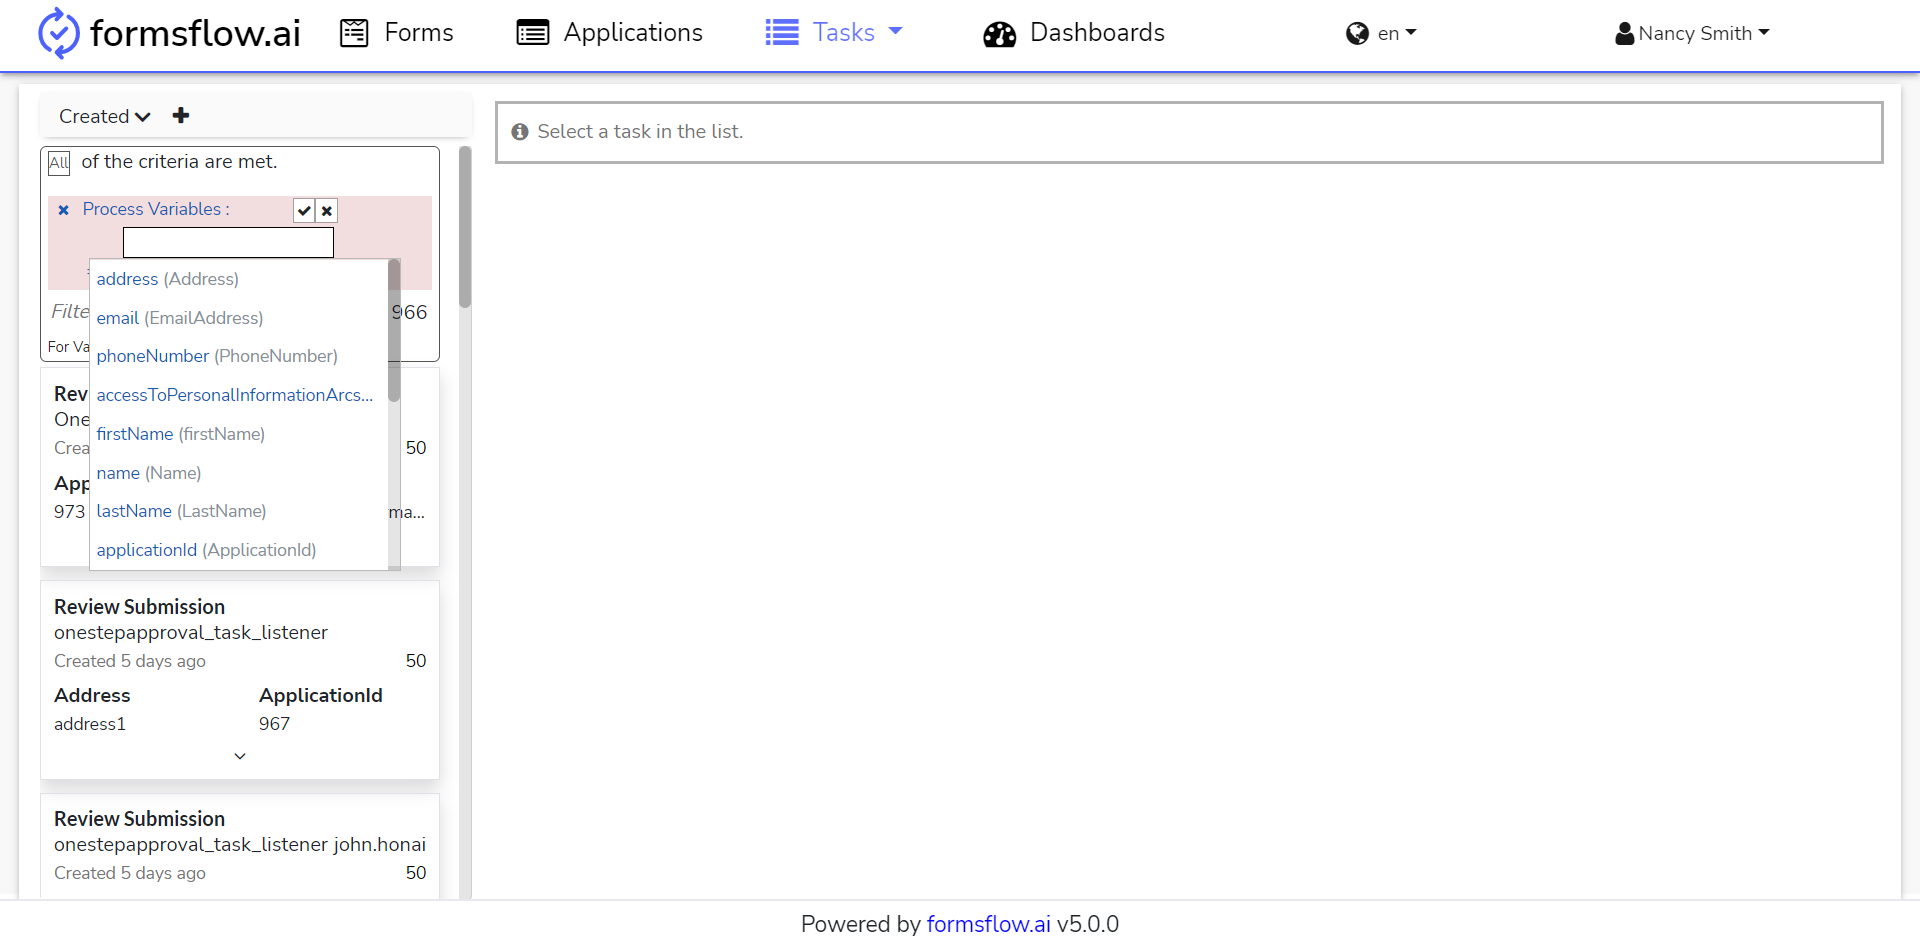 formsflow.ai Forms Applications Tasks Dashboards en Nancy Smith
Created
Select a task in the list.
All of the criteria are met.
Process Variables :
address (Address)
email (EmailAddress)
Filte 966
For Va
phoneNumber (PhoneNumber)
accessToPersonalInformationArcs...
Rev
One
firstName (firstName)
Crea 50
name (Name)
App
lastName (LastName)
973 ma...
applicationId (ApplicationId)
Review Submission
onestepapproval_task_listener
Created 5 days ago 50
Address ApplicationId
address1 967
Review Submission
onestepapproval_task_listener john.honai
Created 5 days ago 50
Powered by formsflow.ai v5.0.0